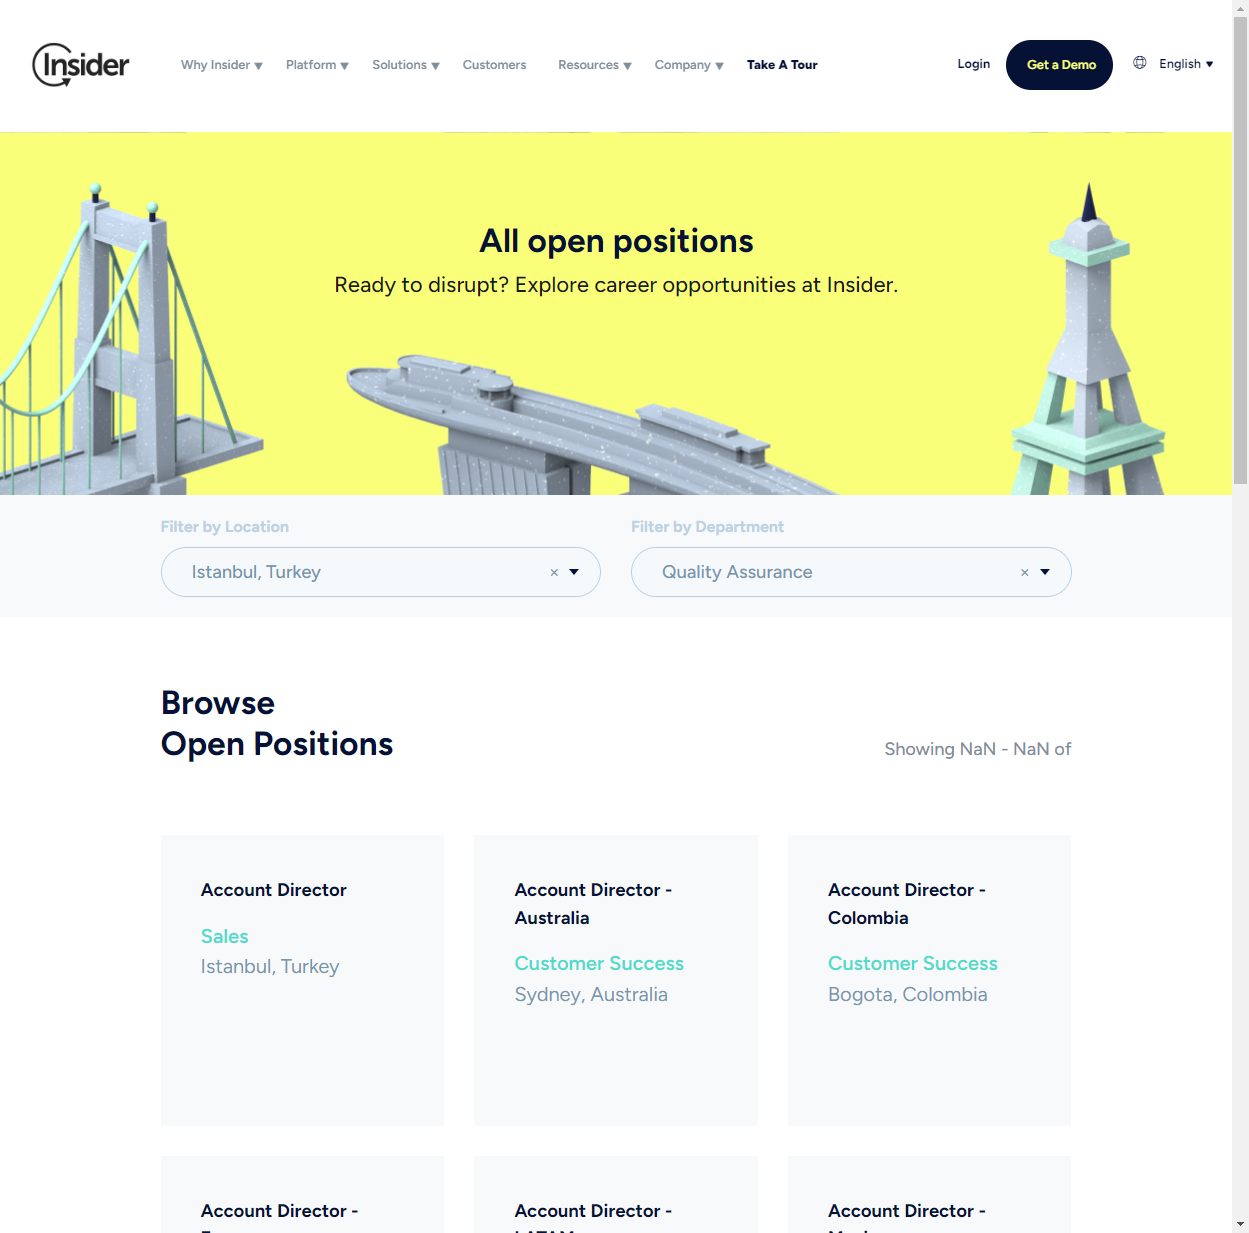 Insider
Why Insider
Platform
Solutions
Customers
Resources
Company
Take A Tour
Login
Get a Demo
English
All open positions
Ready to disrupt? Explore career opportunities at Insider.
Filter by Location
Filter by Department
Istanbul, Turkey
×
Quality Assurance
×
Browse
Open Positions
Showing NaN - NaN of
Account Director
Sales
Istanbul, Turkey
Account Director -
Australia
Customer Success
Sydney, Australia
Account Director -
Colombia
Customer Success
Bogota, Colombia
Account Director -
Account Director -
Account Director -